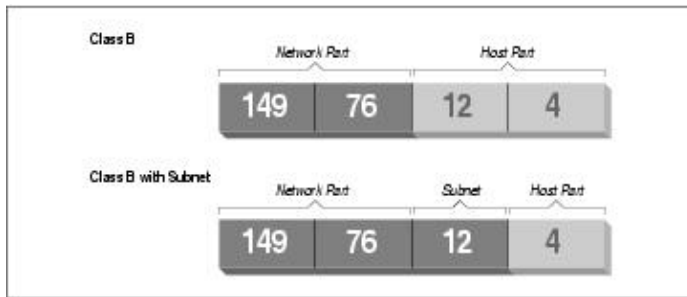 Class B
Network Part Host Part
149 76 12 4
Class B with Subnet
Network Part Subnet Host Part
149 76 12 4